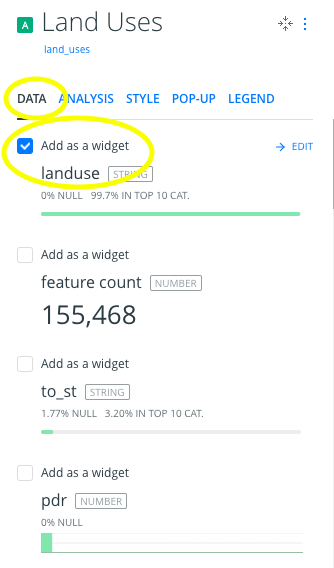 A Land Uses
land_uses
DATA ANALYSIS STYLE POP-UP LEGEND
Add as a widget EDIT
landuse STRING
0% NULL 99.7% IN TOP 10 CAT.
Add as a widget
feature count NUMBER
155,468
Add as a widget
to_st STRING
1.77% NULL 3.20% IN TOP 10 CAT.
Add as a widget
pdr NUMBER
0% NULL